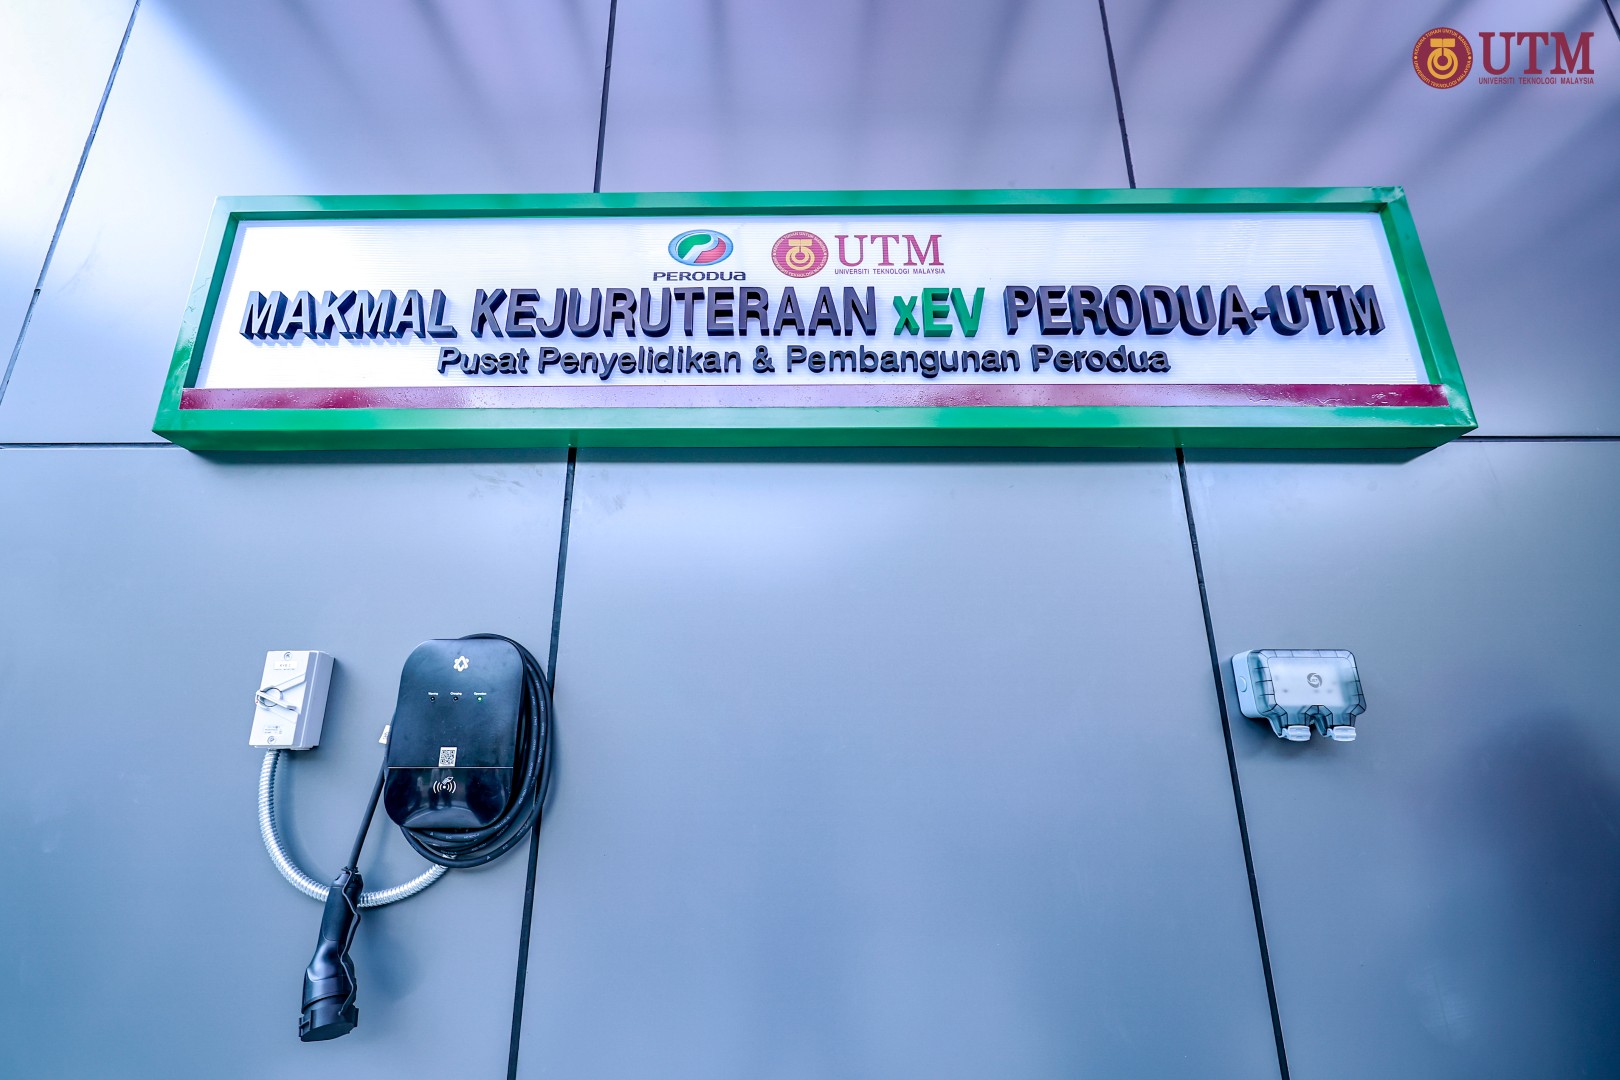 UTM
UNIVERSITI TEKNOLOGI MALAYSIA
PERODUA
UTM
UNIVERSITI TEKNOLOGI MALAYSIA
MAKMAL KEJURUTERAAN xEV PERODUA-UTM
Pusat Penyelidikan & Pembangunan Perodua